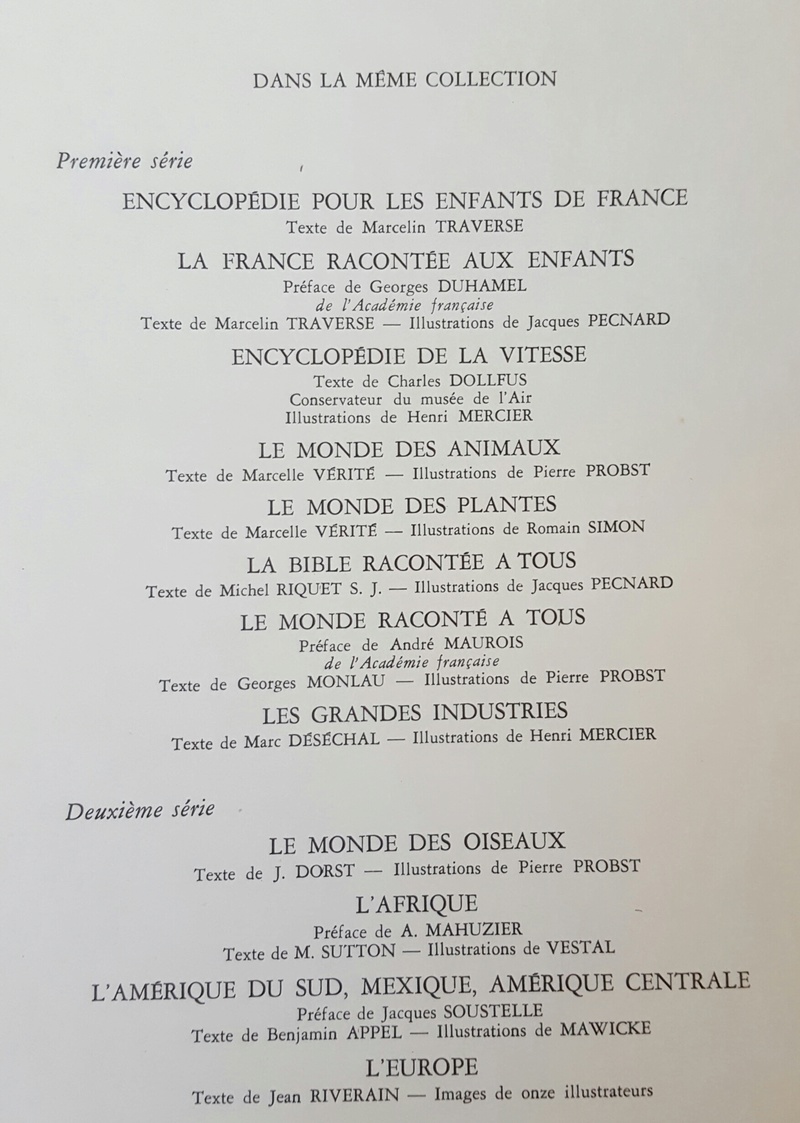 DANS LA MÊME COLLECTION
Première série
ENCYCLOPÉDIE POUR LES ENFANTS DE FRANCE
Texte de Marcelin TRAVERSE
LA FRANCE RACONTÉE AUX ENFANTS
Préface de Georges DUHAMEL
de l'Académie française
Texte de Marcelin TRAVERSE — Illustrations de Jacques PECNARD
ENCYCLOPÉDIE DE LA VITESSE
Texte de Charles DOLLFUS
Conservateur du musée de l'Air
Illustrations de Henri MERCIER
LE MONDE DES ANIMAUX
Texte de Marcelle VÉRITÉ — Illustrations de Pierre PROBST
LE MONDE DES PLANTES
Texte de Marcelle VÉRITÉ — Illustrations de Romain SIMON
LA BIBLE RACONTÉE A TOUS
Texte de Michel RIQUET S. J. — Illustrations de Jacques PECNARD
LE MONDE RACONTÉ A TOUS
Préface de André MAUROIS
de l'Académie française
Texte de Georges MONLAU — Illustrations de Pierre PROBST
LES GRANDES INDUSTRIES
Texte de Marc DÉSÉCHAL — Illustrations de Henri MERCIER
Deuxième série
LE MONDE DES OISEAUX
Texte de J. DORST — Illustrations de Pierre PROBST
L'AFRIQUE
Préface de A. MAHUZIER
Texte de M. SUTTON — Illustrations de VESTAL
L'AMÉRIQUE DU SUD, MEXIQUE, AMÉRIQUE CENTRALE
Préface de Jacques SOUSTELLE
Texte de Benjamin APPEL — Illustrations de MAWICKE
L'EUROPE
Texte de Jean RIVERAIN — Images de onze illustrateurs